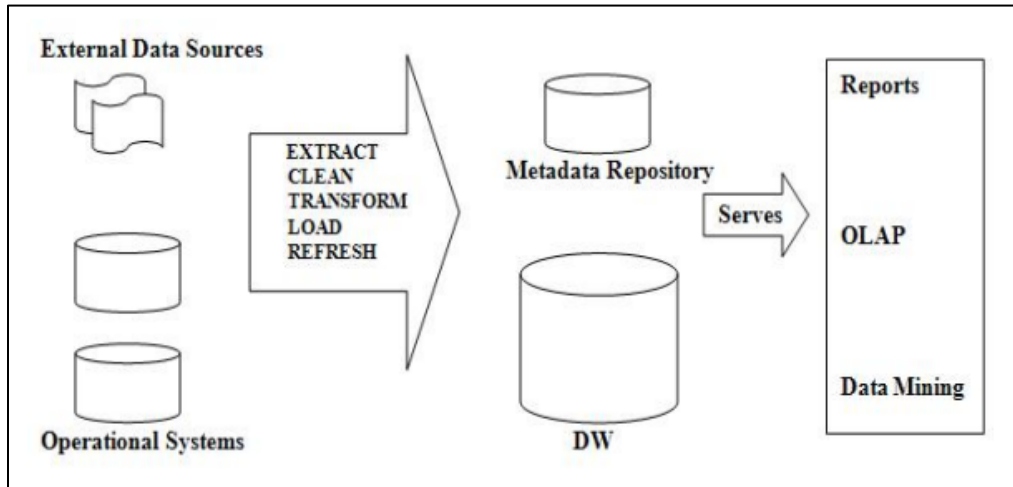 External Data Sources
EXTRACT
CLEAN
TRANSFORM
LOAD
REFRESH
Operational Systems
Metadata Repository
DW
Serves
Reports
OLAP
Data Mining